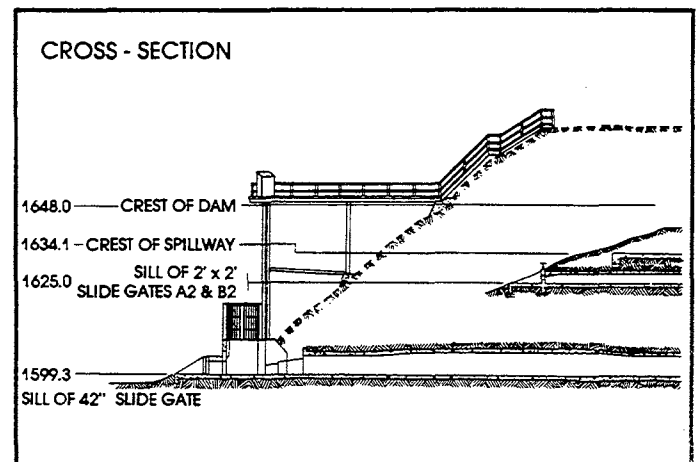 CROSS - SECTION
1648.0 CREST OF DAM
1634.1 CREST OF SPILLWAY
1625.0 SILL OF 2' x 2'
SLIDE GATES A2 & B2
1599.3
SILL OF 42" SLIDE GATE